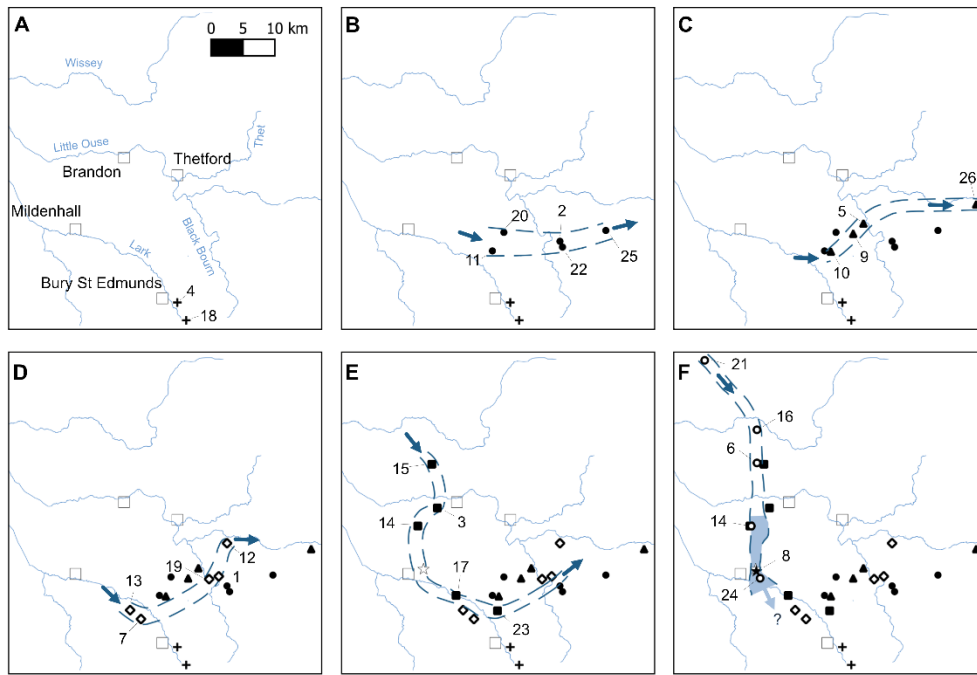 A
0 5 10 km
Wissey
Little Ouse
Thet
Brandon
Thetford
Mildenhall
Black Bourn
Lark
Bury St Edmunds
4
18
B
20
2
11
22
25
C
26
5
9
10
D
12
19
1
13
7
E
15
3
14
17
23
F
21
16
6
14
8
24
?